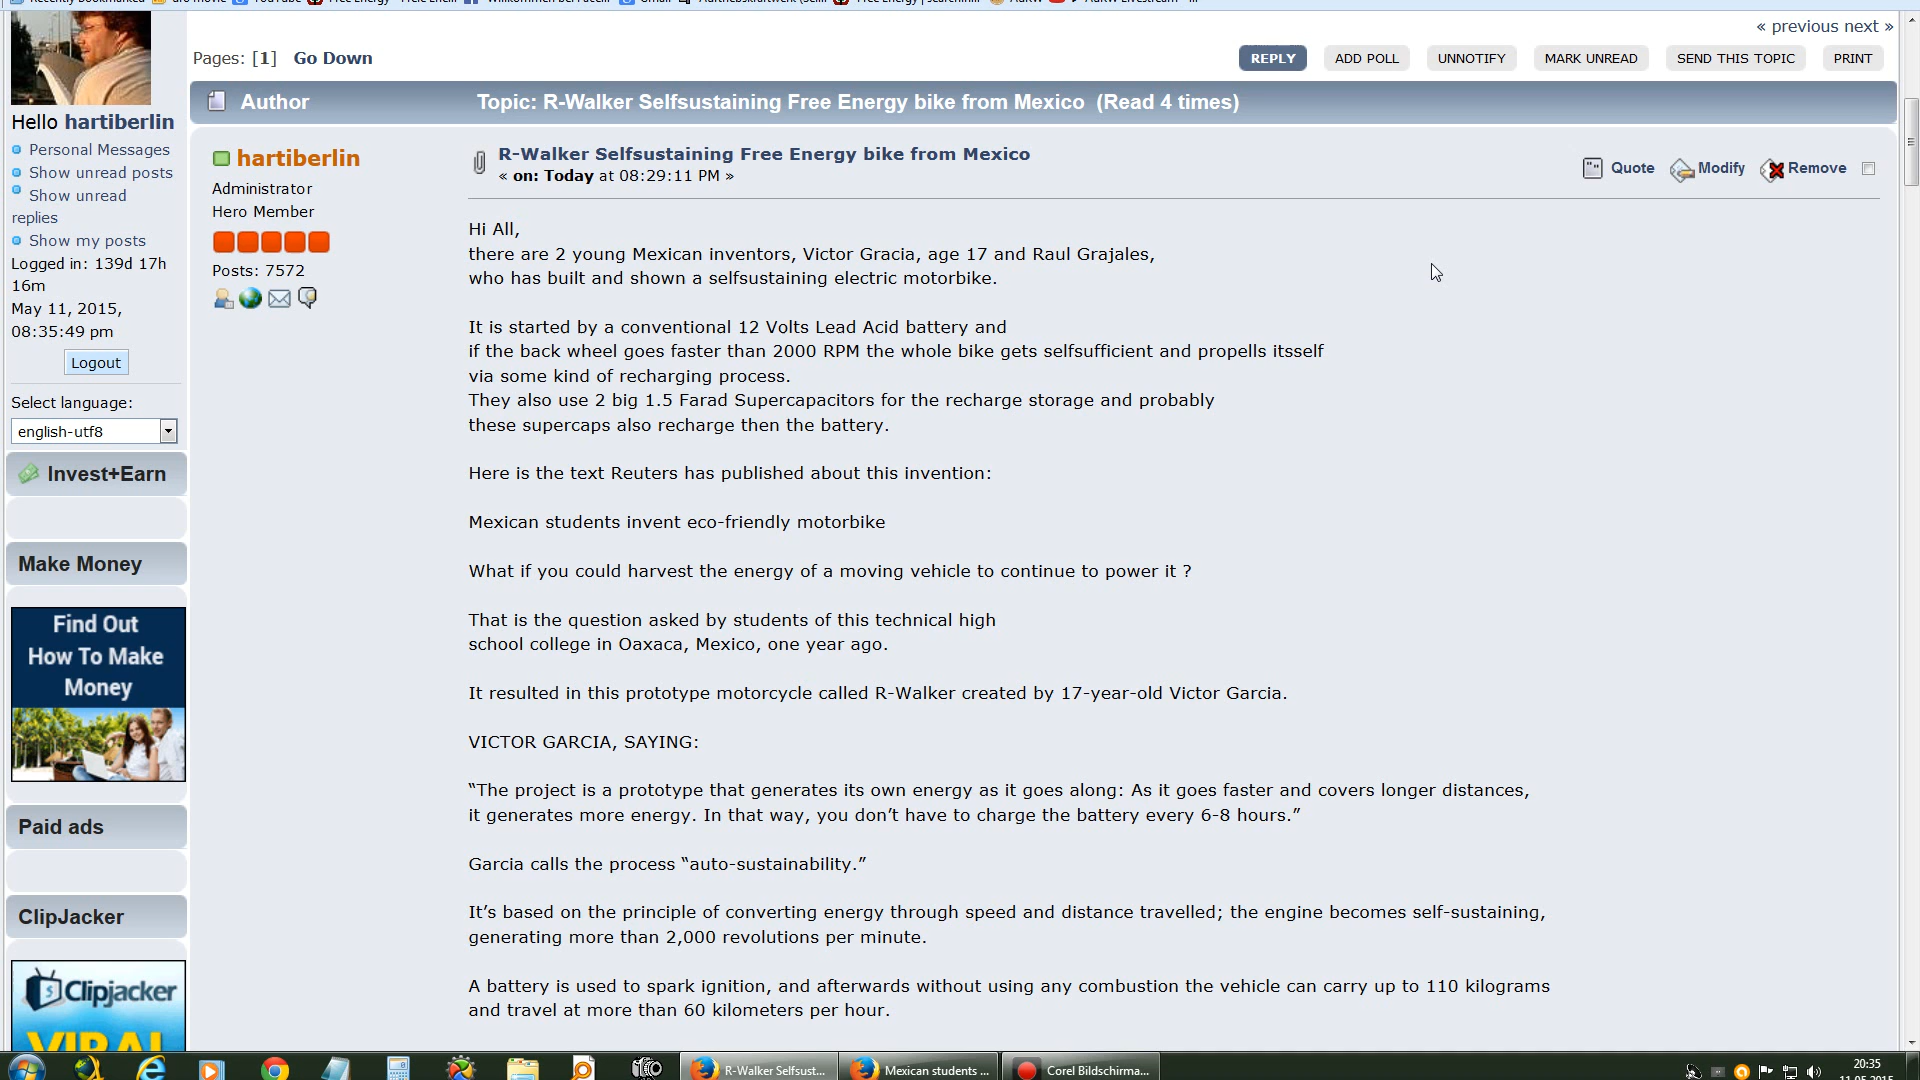 « previous next »
Pages: [1] Go Down
REPLY
ADD POLL
UNNOTIFY
MARK UNREAD
SEND THIS TOPIC
PRINT
Author
Topic: R-Walker Selfsustaining Free Energy bike from Mexico (Read 4 times)
Hello hartiberlin
Personal Messages
Show unread posts
Show unread
replies
Show my posts
Logged in: 139d 17h
16m
May 11, 2015,
08:35:49 pm
Logout
Select language:
english-utf8
Invest+Earn
Make Money
Find Out
How To Make
Money
Paid ads
ClipJacker
Clipjacker
VIRAL
hartiberlin
Administrator
Hero Member
Posts: 7572
R-Walker Selfsustaining Free Energy bike from Mexico
« on: Today at 08:29:11 PM »
Quote
Modify
Remove
Hi All,
there are 2 young Mexican inventors, Victor Gracia, age 17 and Raul Grajales,
who has built and shown a selfsustaining electric motorbike.
It is started by a conventional 12 Volts Lead Acid battery and
if the back wheel goes faster than 2000 RPM the whole bike gets selfsufficient and propells itsself
via some kind of recharging process.
They also use 2 big 1.5 Farad Supercapacitors for the recharge storage and probably
these supercaps also recharge then the battery.
Here is the text Reuters has published about this invention:
Mexican students invent eco-friendly motorbike
What if you could harvest the energy of a moving vehicle to continue to power it ?
That is the question asked by students of this technical high
school college in Oaxaca, Mexico, one year ago.
It resulted in this prototype motorcycle called R-Walker created by 17-year-old Victor Garcia.
VICTOR GARCIA, SAYING:
“The project is a prototype that generates its own energy as it goes along: As it goes faster and covers longer distances,
it generates more energy. In that way, you don’t have to charge the battery every 6-8 hours.”
Garcia calls the process “auto-sustainability.”
It’s based on the principle of converting energy through speed and distance travelled; the engine becomes self-sustaining,
generating more than 2,000 revolutions per minute.
A battery is used to spark ignition, and afterwards without using any combustion the vehicle can carry up to 110 kilograms
and travel at more than 60 kilometers per hour.
R-Walker Selfsust...
Mexican students ...
Corel Bildschirma...
20:35
11.05.2015